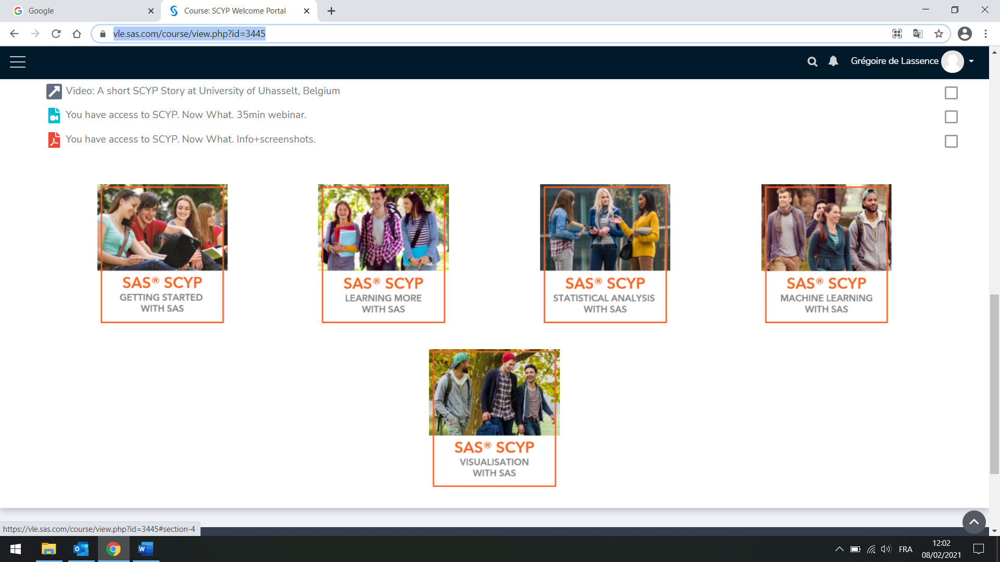 Google
Course: SCYP Welcome Portal
vle.sas.com/course/view.php?id=3445
Grégoire de Lassence
Video: A short SCYP Story at University of Uhasselt, Belgium
You have access to SCYP. Now What. 35min webinar.
You have access to SCYP. Now What. Info+screenshots.
SAS® SCYP
GETTING STARTED
WITH SAS
SAS® SCYP
LEARNING MORE
WITH SAS
SAS® SCYP
STATISTICAL ANALYSIS
WITH SAS
SAS® SCYP
MACHINE LEARNING
WITH SAS
SAS® SCYP
VISUALISATION
WITH SAS
https://vle.sas.com/course/view.php?id=3445#section-4
FRA
12:02
08/02/2021